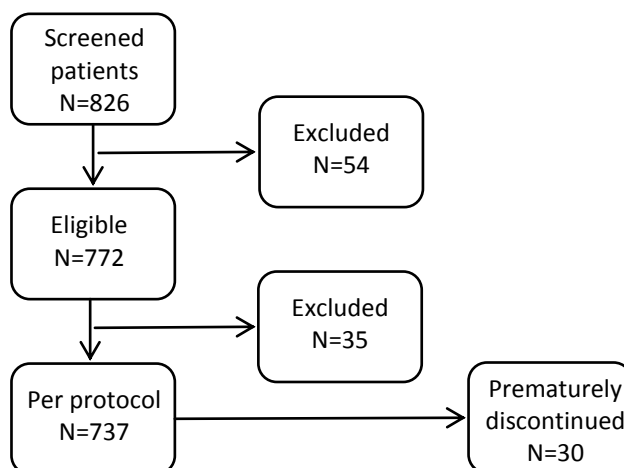 Screened
patients
N=826
Excluded
N=54
Eligible
N=772
Excluded
N=35
Per protocol
N=737
Prematurely
discontinued
N=30